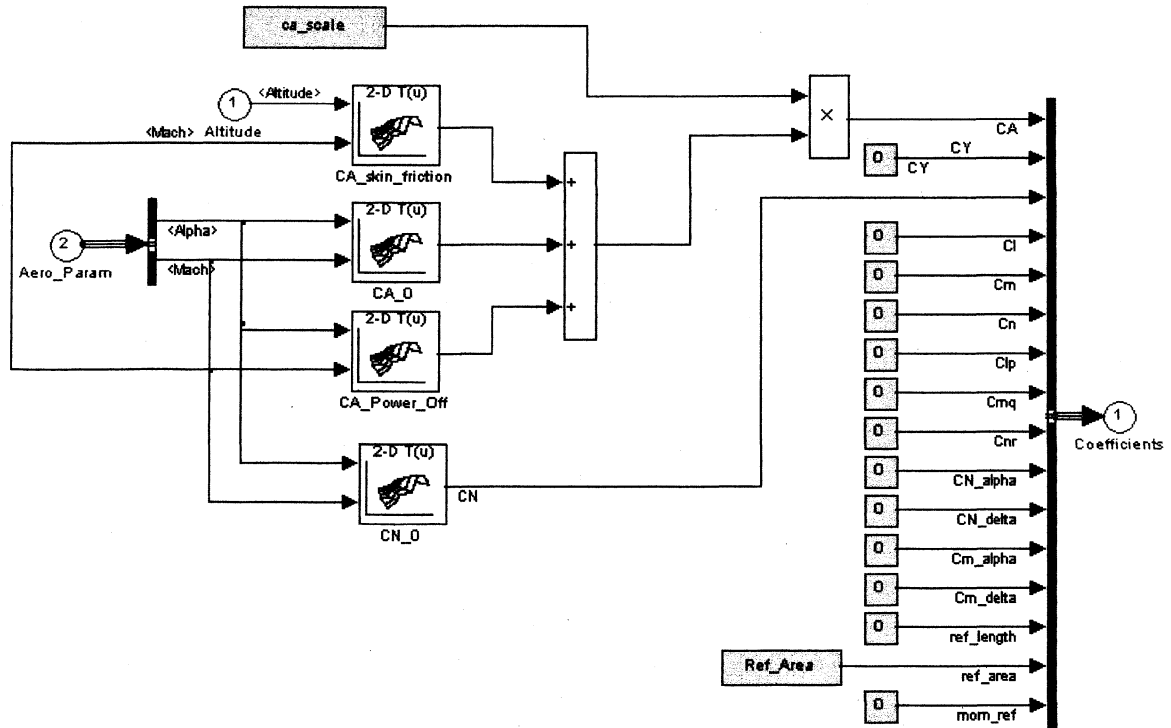 ca_scale
<Altitude>
1
Altitude
<Mach>
2-D T(u)
CA_skin_friction
2
Aero_Param
<Alpha>
<Mach>
2-D T(u)
CA_0
2-D T(u)
CA_Power_Off
2-D T(u)
CN_0
CN
+
+
+
×
CA
0
CY
CY
0
Cl
0
Cm
0
Cn
0
Clp
0
Cmq
0
Cnr
0
CN_alpha
0
CN_delta
0
Cm_alpha
0
Cm_delta
0
ref_length
Ref_Area
ref_area
0
mom_ref
1
Coefficients